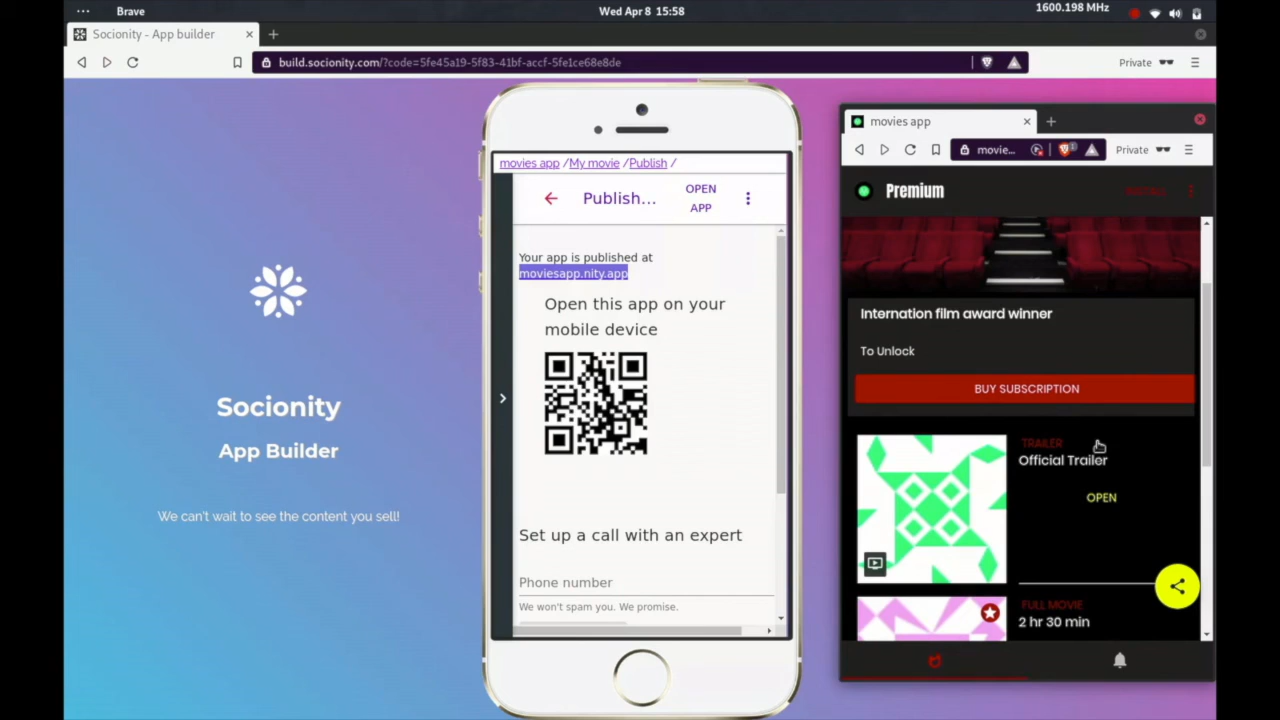 Brave
Wed Apr 8 15:58
1600.198 MHz
Socionity - App builder
build.socionity.com/?code=5fe45a19-5f83-41bf-accf-5fe1ce68e8de
Private
Socionity
App Builder
We can't wait to see the content you sell!
movies app /My movie /Publish /
Publish...
OPEN
APP
Your app is published at
moviesapp.nity.app
Open this app on your
mobile device
Set up a call with an expert
Phone number
We won't spam you. We promise.
movies app
movie...
1
Private
Premium
Internation film award winner
To Unlock
BUY SUBSCRIPTION
TRAILER
Official Trailer
OPEN
FULL MOVIE
2 hr 30 min